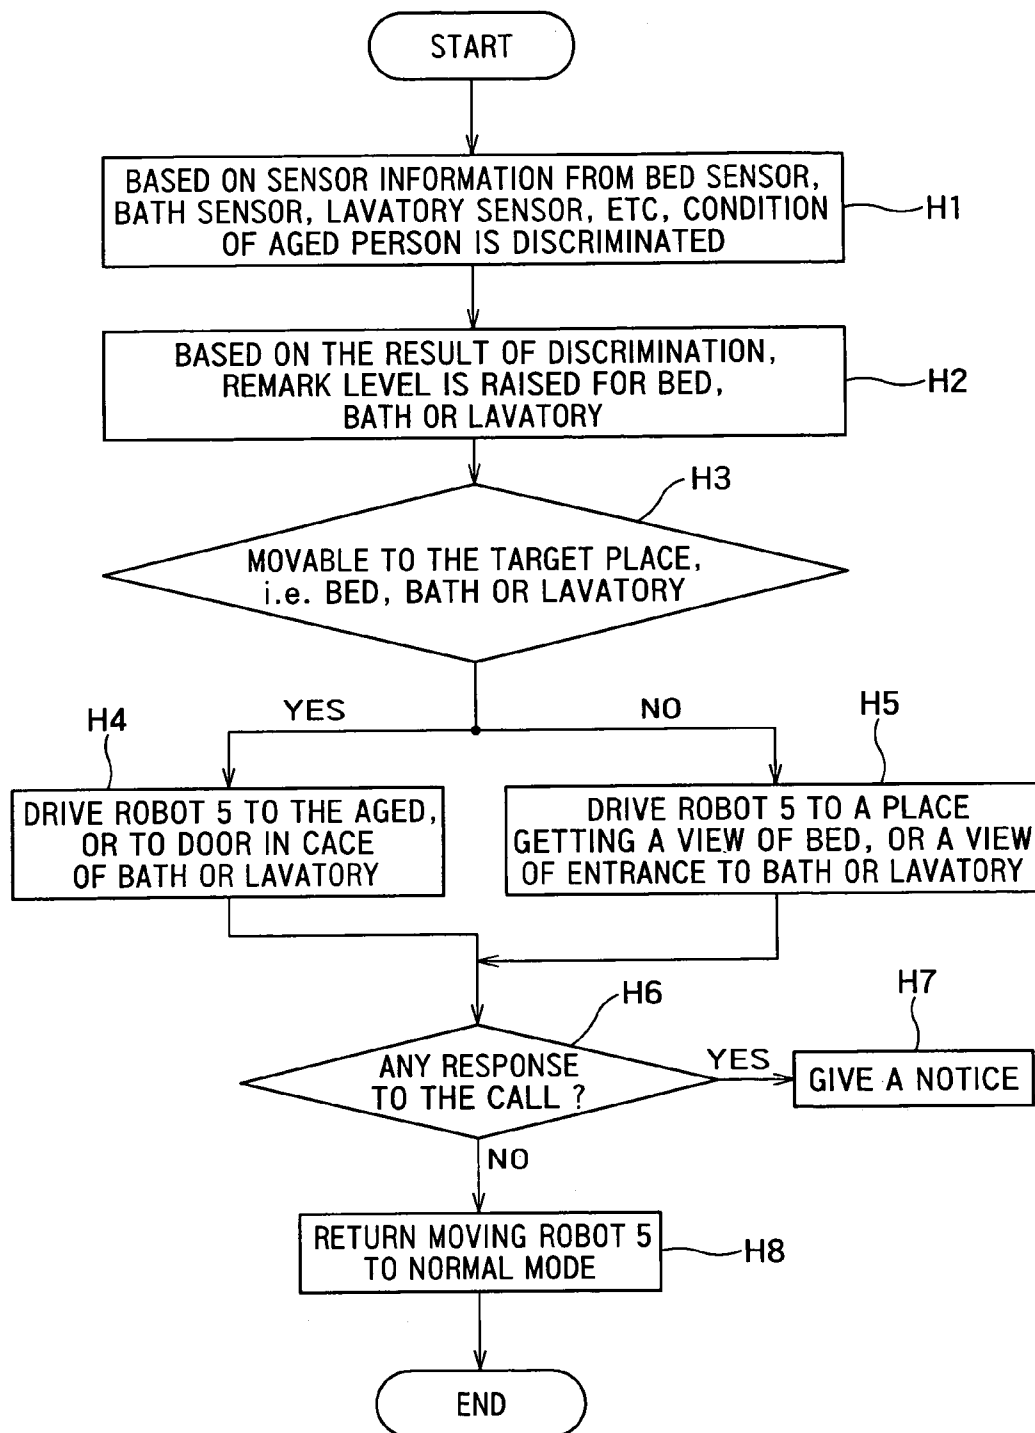 START
BASED ON SENSOR INFORMATION FROM BED SENSOR,
BATH SENSOR, LAVATORY SENSOR, ETC, CONDITION
OF AGED PERSON IS DISCRIMINATED
H1
BASED ON THE RESULT OF DISCRIMINATION,
REMARK LEVEL IS RAISED FOR BED,
BATH OR LAVATORY
H2
H3
MOVABLE TO THE TARGET PLACE,
i.e. BED, BATH OR LAVATORY
YES
NO
H4
H5
DRIVE ROBOT 5 TO THE AGED,
OR TO DOOR IN CACE
OF BATH OR LAVATORY
DRIVE ROBOT 5 TO A PLACE
GETTING A VIEW OF BED, OR A VIEW
OF ENTRANCE TO BATH OR LAVATORY
H6
H7
ANY RESPONSE
TO THE CALL ?
YES
GIVE A NOTICE
NO
RETURN MOVING ROBOT 5
TO NORMAL MODE
H8
END